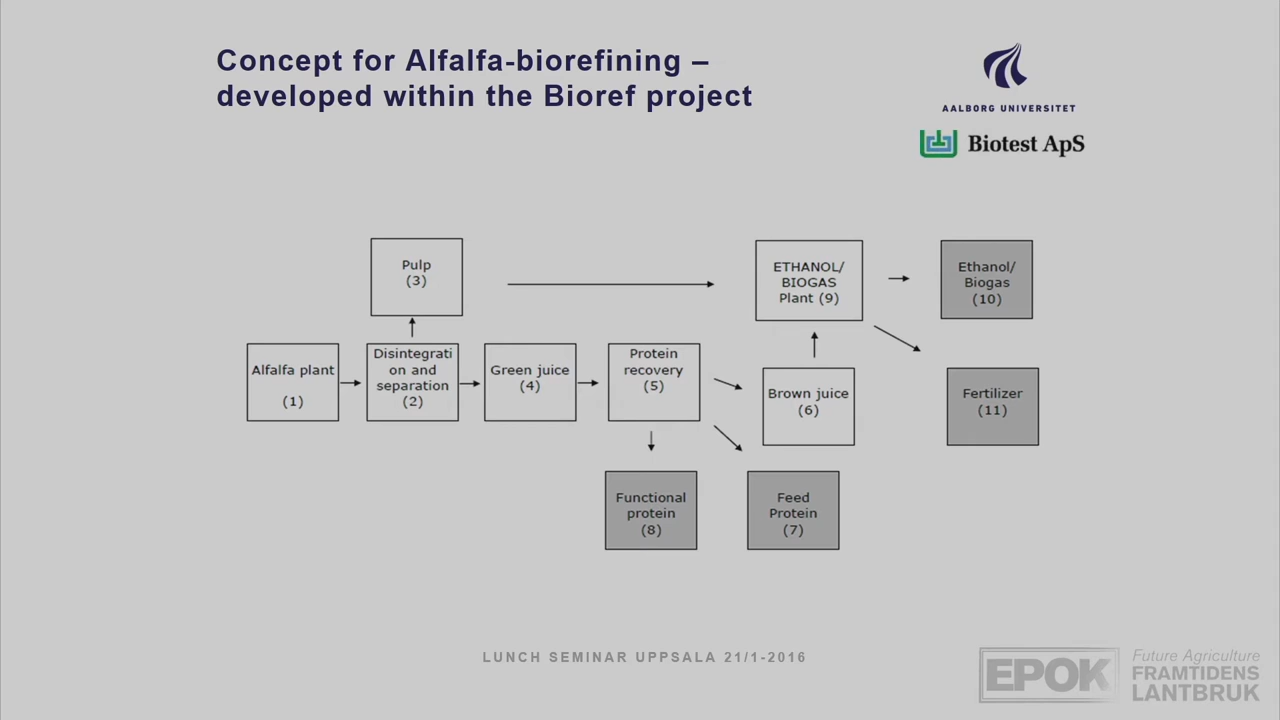 Concept for Alfalfa-biorefining –
developed within the Bioref project
AALBORG UNIVERSITET
Biotest ApS
Pulp
(3)
ETHANOL/
BIOGAS
Plant (9)
Ethanol/
Biogas
(10)
Alfalfa plant
(1)
Disintegrati
on and
separation
(2)
Green juice
(4)
Protein
recovery
(5)
Brown juice
(6)
Fertilizer
(11)
Functional
protein
(8)
Feed
Protein
(7)
LUNCH SEMINAR UPPSALA 21/1-2016
EPOK
Future Agriculture
FRAMTIDENS
LANTBRUK